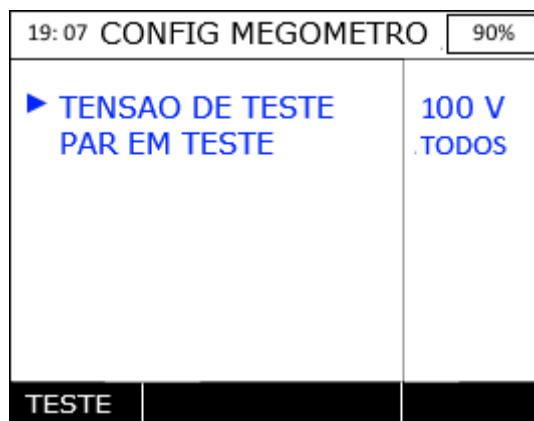 19: 07 CONFIG MEGOMETRO 90%
TENSAO DE TESTE 100 V
PAR EM TESTE TODOS
TESTE